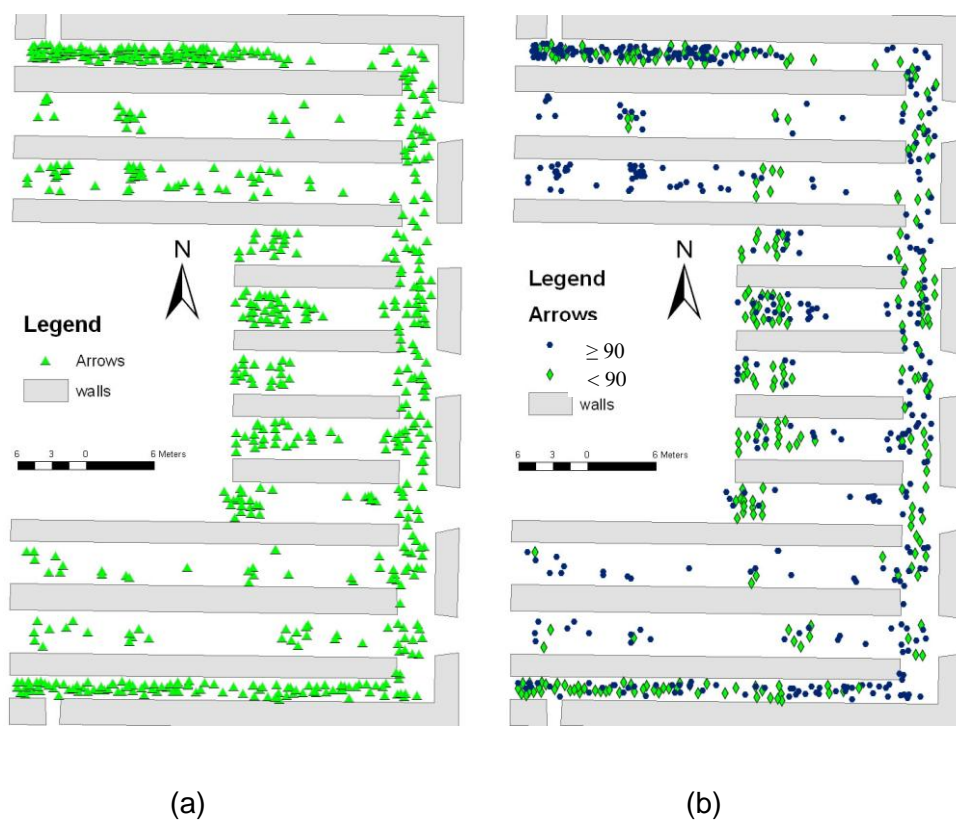 N
Legend
Arrows
walls
6 3 0 6 Meters
N
Legend
Arrows
≥ 90
< 90
walls
6 3 0 6 Meters
(a) (b)